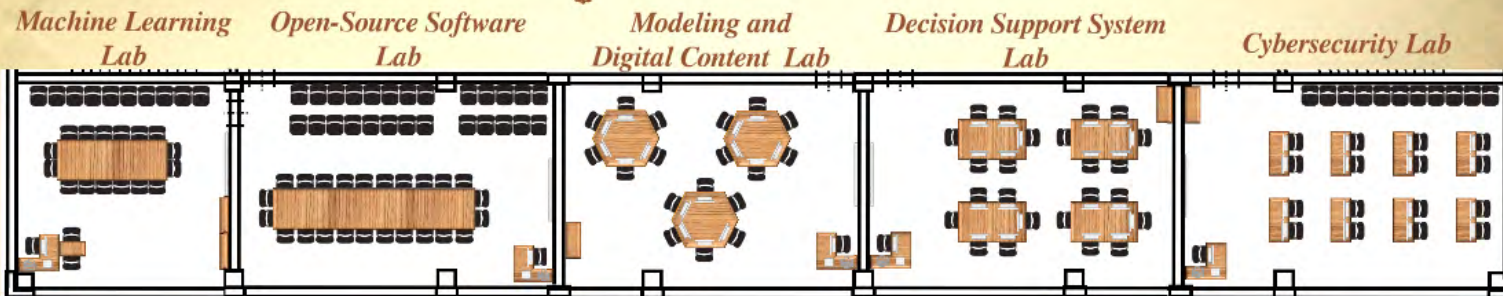 Machine Learning
Lab
Open-Source Software
Lab
Modeling and
Digital Content Lab
Decision Support System
Lab
Cybersecurity Lab